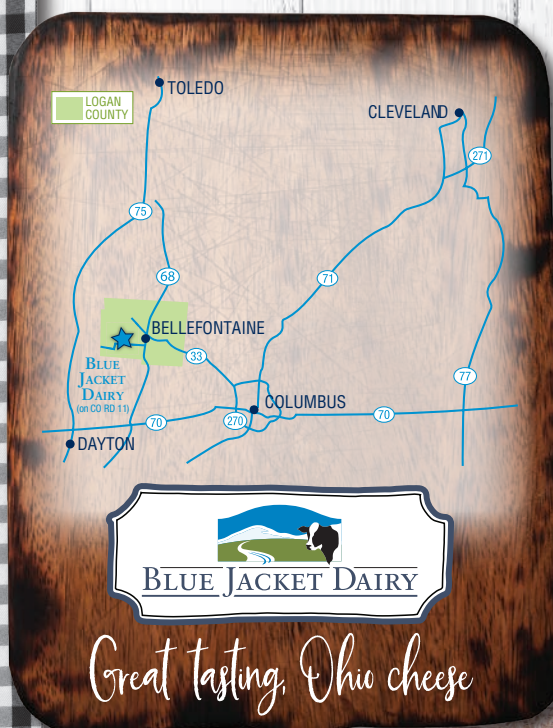 TOLEDO
LOGAN
COUNTY
CLEVELAND
271
75
68
71
BELLEFONTAINE
33
BLUE
JACKET
DAIRY
(on CO RD 11)
77
COLUMBUS
70
270
70
DAYTON
BLUE JACKET DAIRY
Great tasting, Ohio cheese